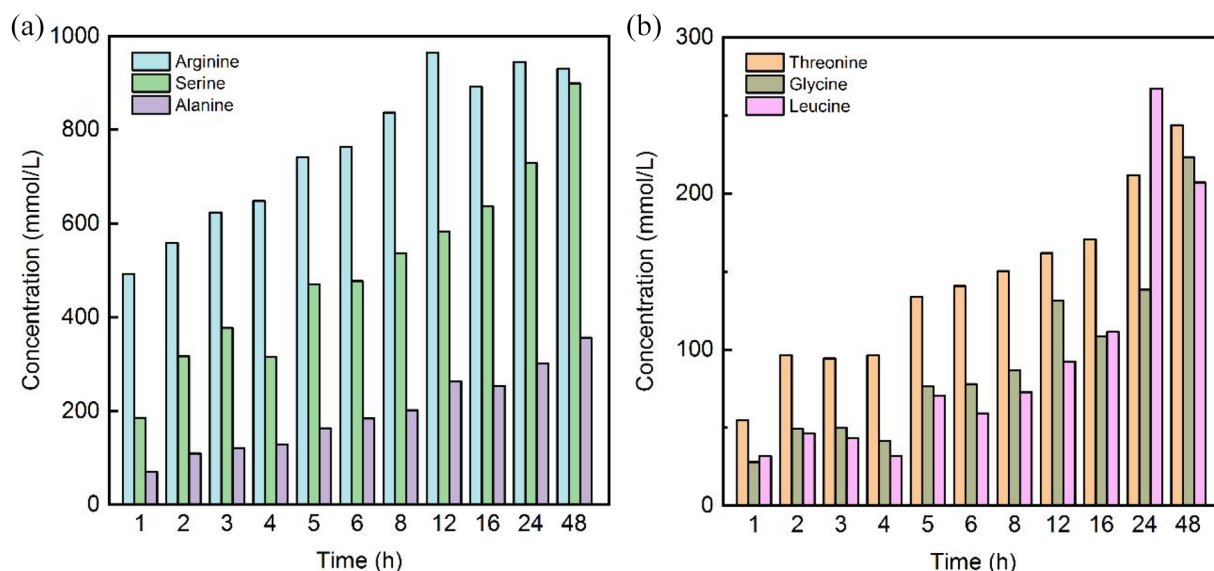 (a)
1000
800
600
400
200
0
Concentration (mmol/L)
Arginine
Serine
Alanine
1 2 3 4 5 6 8 12 16 24 48
Time (h)
(b)
300
200
100
0
Concentration (mmol/L)
Threonine
Glycine
Leucine
1 2 3 4 5 6 8 12 16 24 48
Time (h)